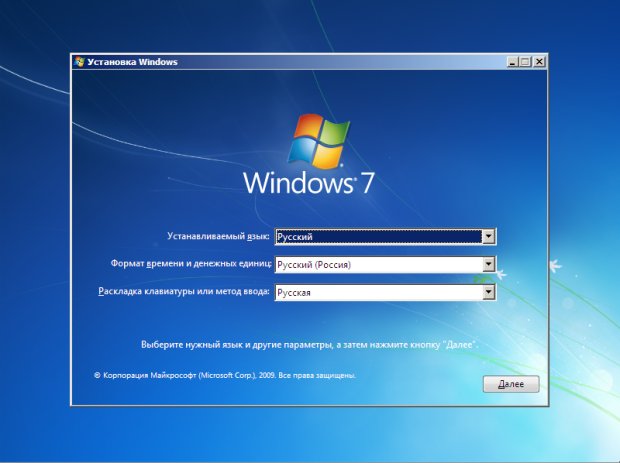 Установка Windows
Windows 7
Устанавливаемый язык: Русский
Формат времени и денежных единиц: Русский (Россия)
Раскладка клавиатуры или метод ввода: Русская
Выберите нужный язык и другие параметры, а затем нажмите кнопку "Далее".
© Корпорация Майкрософт (Microsoft Corp.), 2009. Все права защищены.
Далее